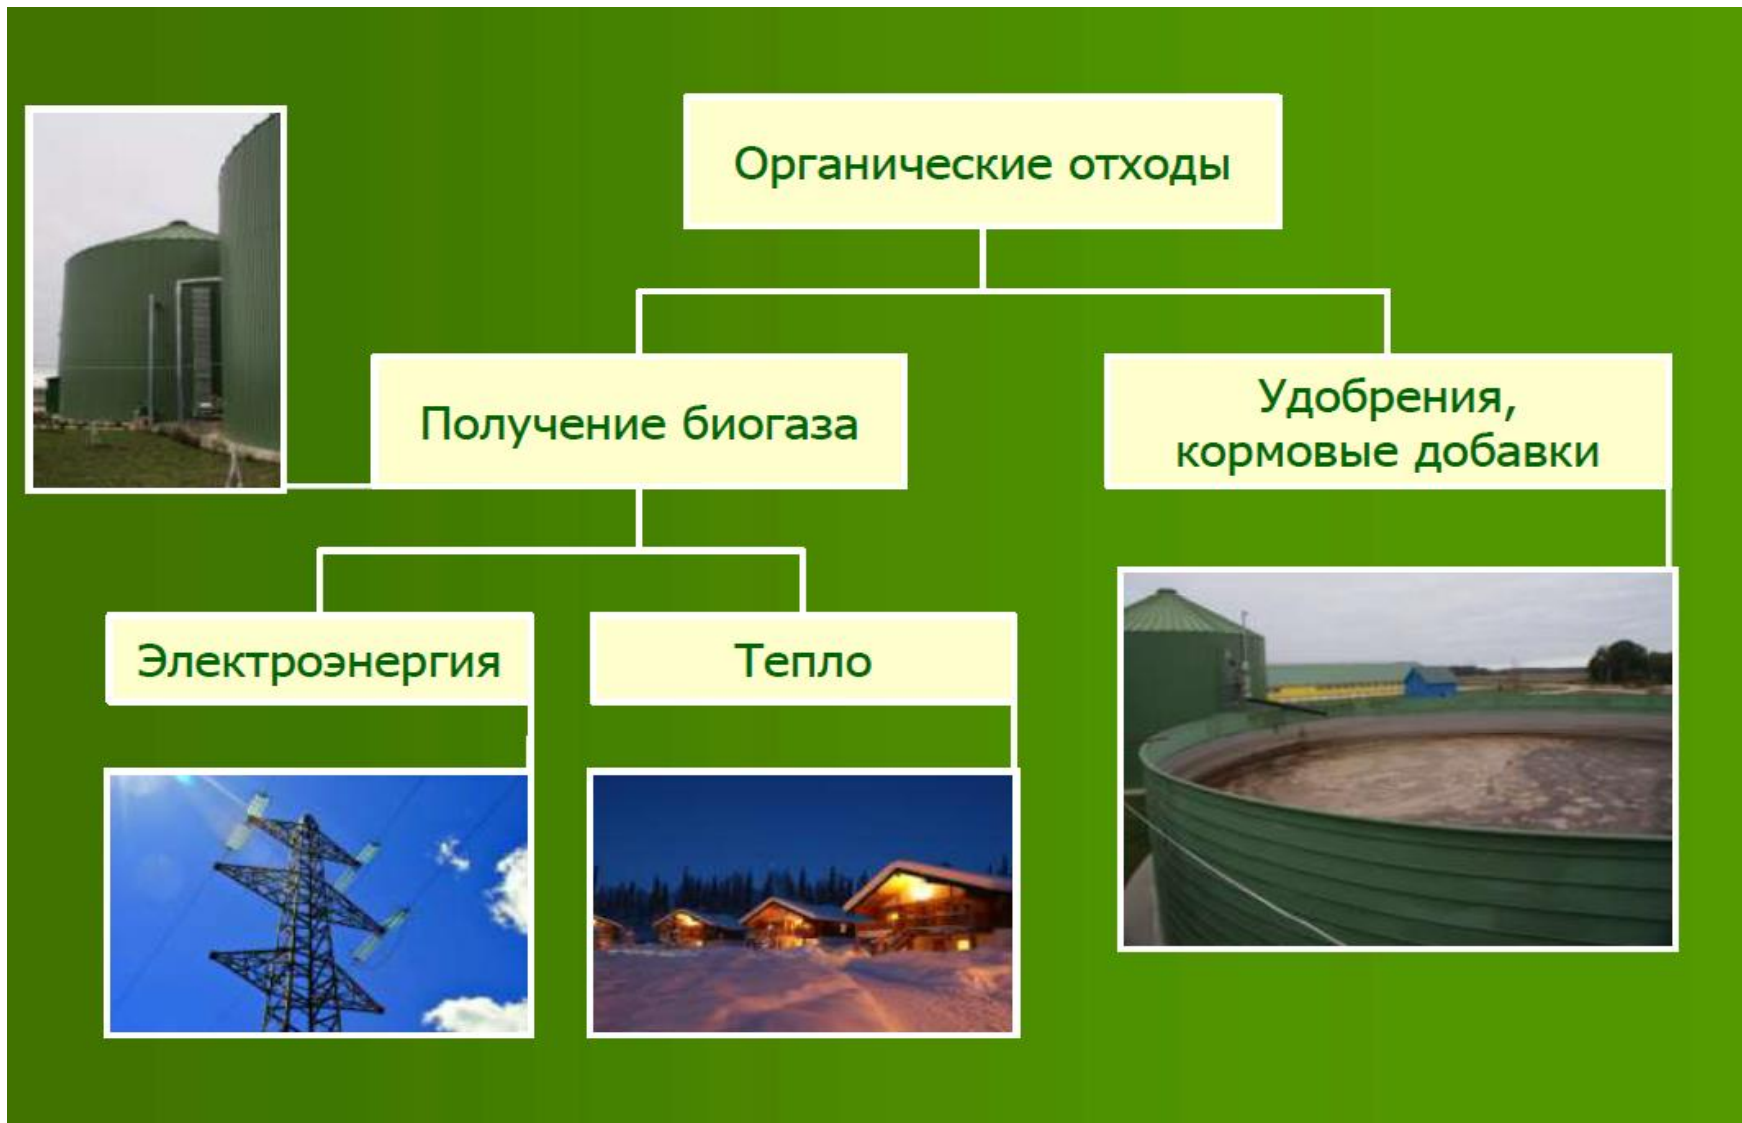 Органические отходы
Получение биогаза
Удобрения,
кормовые добавки
Электроэнергия
Тепло